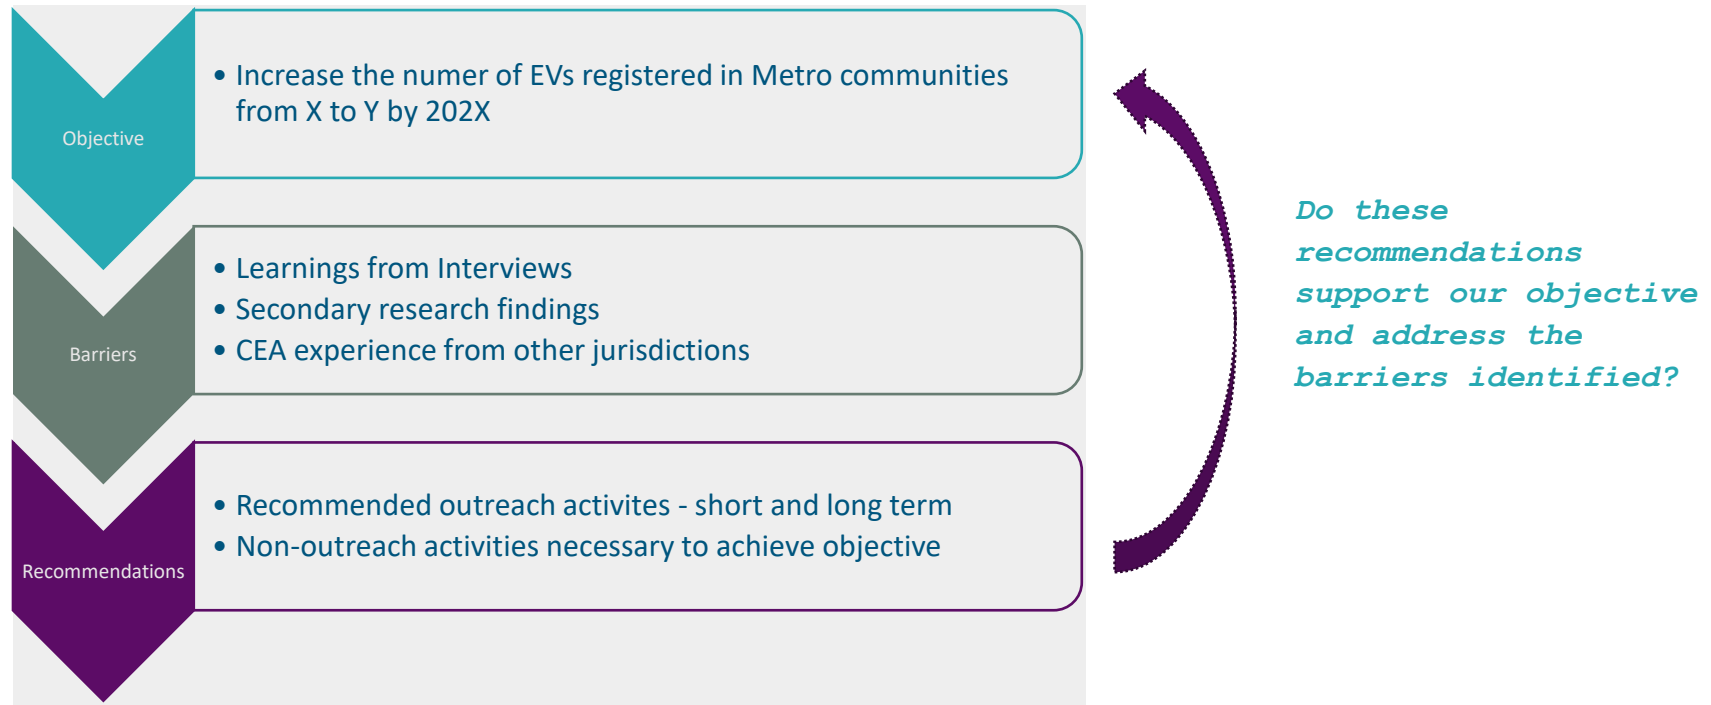 Objective
• Increase the numer of EVs registered in Metro communities
from X to Y by 202X
Barriers
• Learnings from Interviews
• Secondary research findings
• CEA experience from other jurisdictions
Recommendations
• Recommended outreach activites - short and long term
• Non-outreach activities necessary to achieve objective
Do these
recommendations
support our objective
and address the
barriers identified?